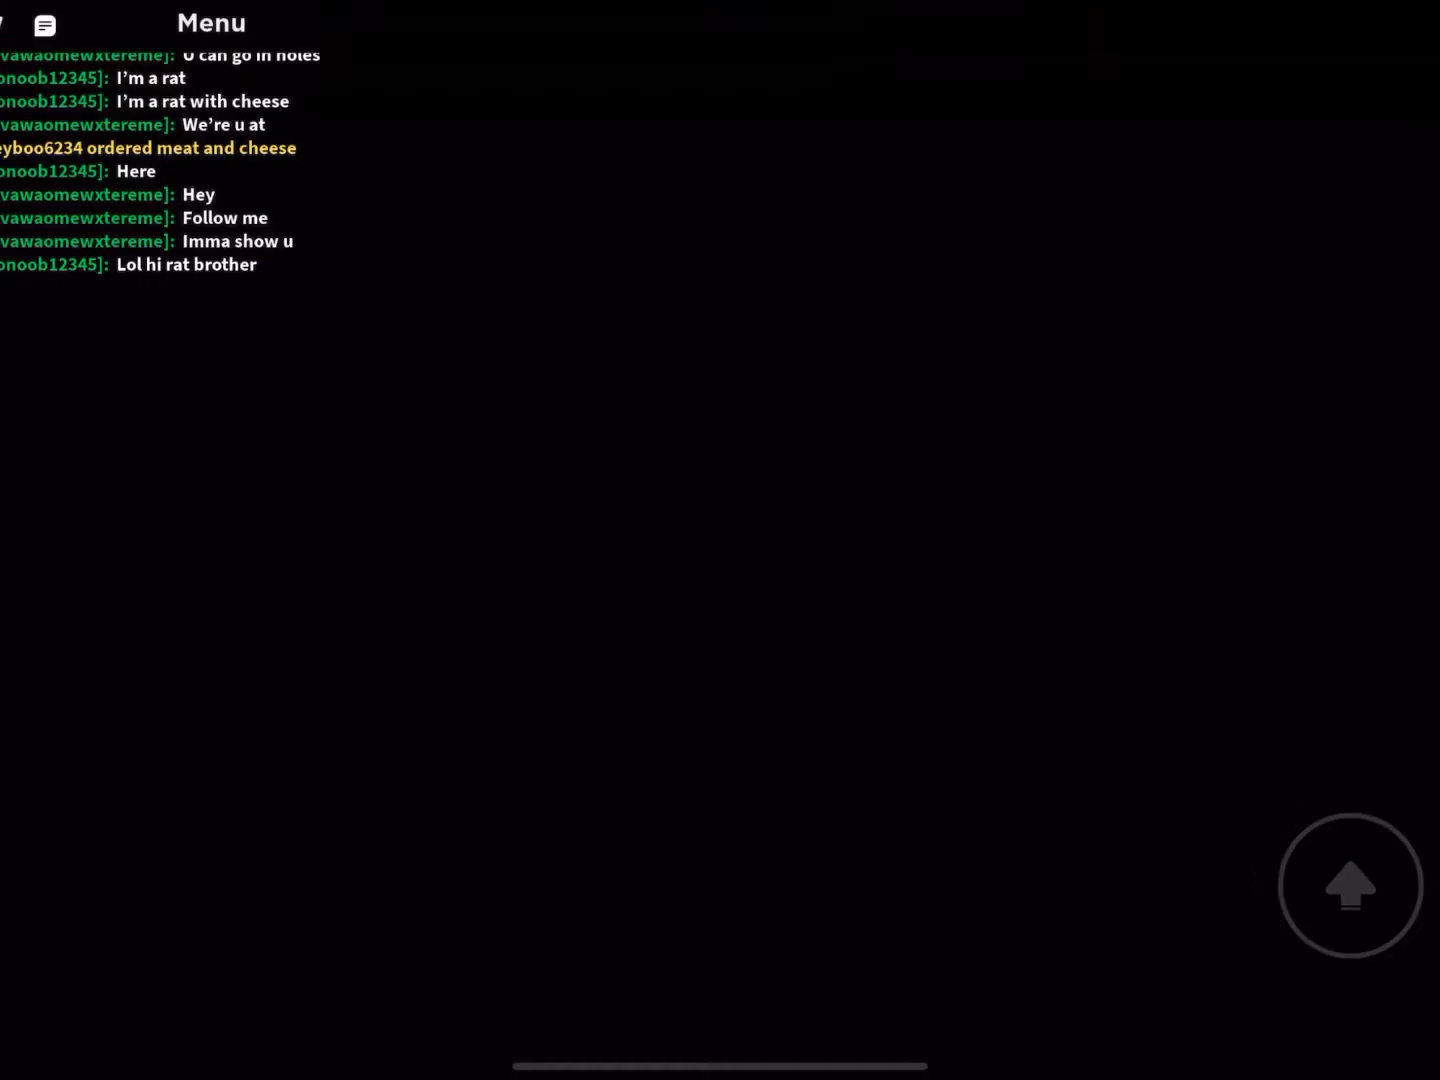 Menu
vawaomewxtereme]: U can go in holes
onoob12345]: I'm a rat
onoob12345]: I'm a rat with cheese
vawaomewxtereme]: We're u at
eyboo6234 ordered meat and cheese
onoob12345]: Here
vawaomewxtereme]: Hey
vawaomewxtereme]: Follow me
vawaomewxtereme]: Imma show u
onoob12345]: Lol hi rat brother